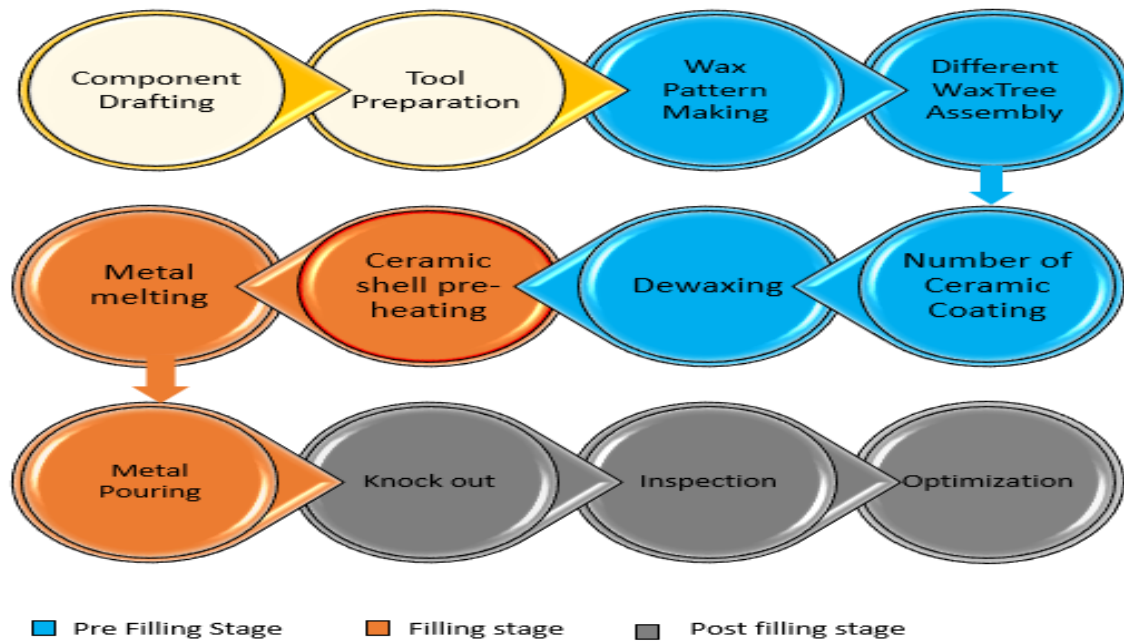 Component
Drafting
Tool
Preparation
Wax
Pattern
Making
Different
WaxTree
Assembly
Metal
melting
Ceramic
shell pre-
heating
Dewaxing
Number of
Ceramic
Coating
Metal
Pouring
Knock out
Inspection
Optimization
Pre Filling Stage
Filling stage
Post filling stage